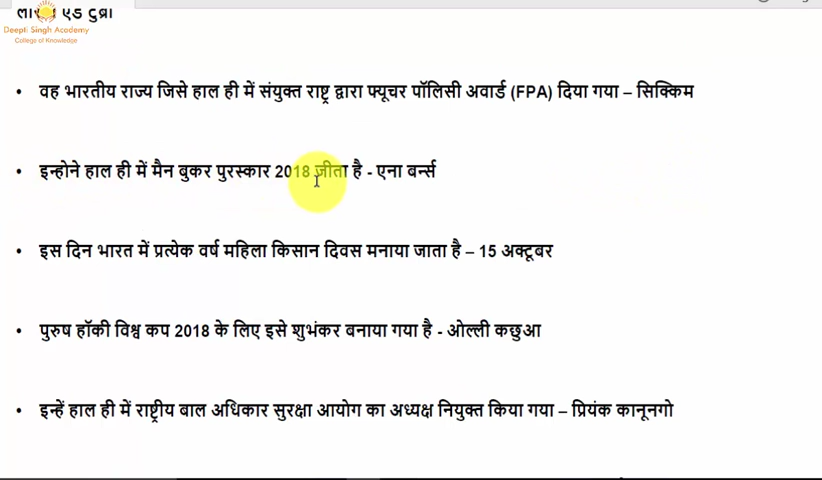 एंड टुब्रो
Deepti Singh Academy
College of Knowledge
• वह भारतीय राज्य जिसे हाल ही में संयुक्त राष्ट्र द्वारा फ्यूचर पॉलिसी अवार्ड (FPA) दिया गया – सिक्किम
• इन्होने हाल ही में मैन बुकर पुरस्कार 2018 जीता है - एना बर्न्स
• इस दिन भारत में प्रत्येक वर्ष महिला किसान दिवस मनाया जाता है – 15 अक्टूबर
• पुरुष हॉकी विश्व कप 2018 के लिए इसे शुभंकर बनाया गया है - ओल्ली कछुआ
• इन्हें हाल ही में राष्ट्रीय बाल अधिकार सुरक्षा आयोग का अध्यक्ष नियुक्त किया गया – प्रियंक कानूनगो